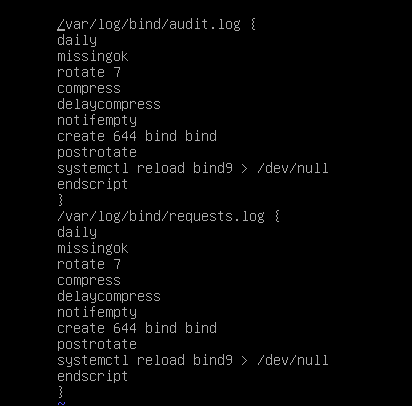 /var/log/bind/audit.log {
daily
missingok
rotate 7
compress
delaycompress
notifempty
create 644 bind bind
postrotate
systemctl reload bind9 > /dev/null
endscript
}
/var/log/bind/requests.log {
daily
missingok
rotate 7
compress
delaycompress
notifempty
create 644 bind bind
postrotate
systemctl reload bind9 > /dev/null
endscript
}
~